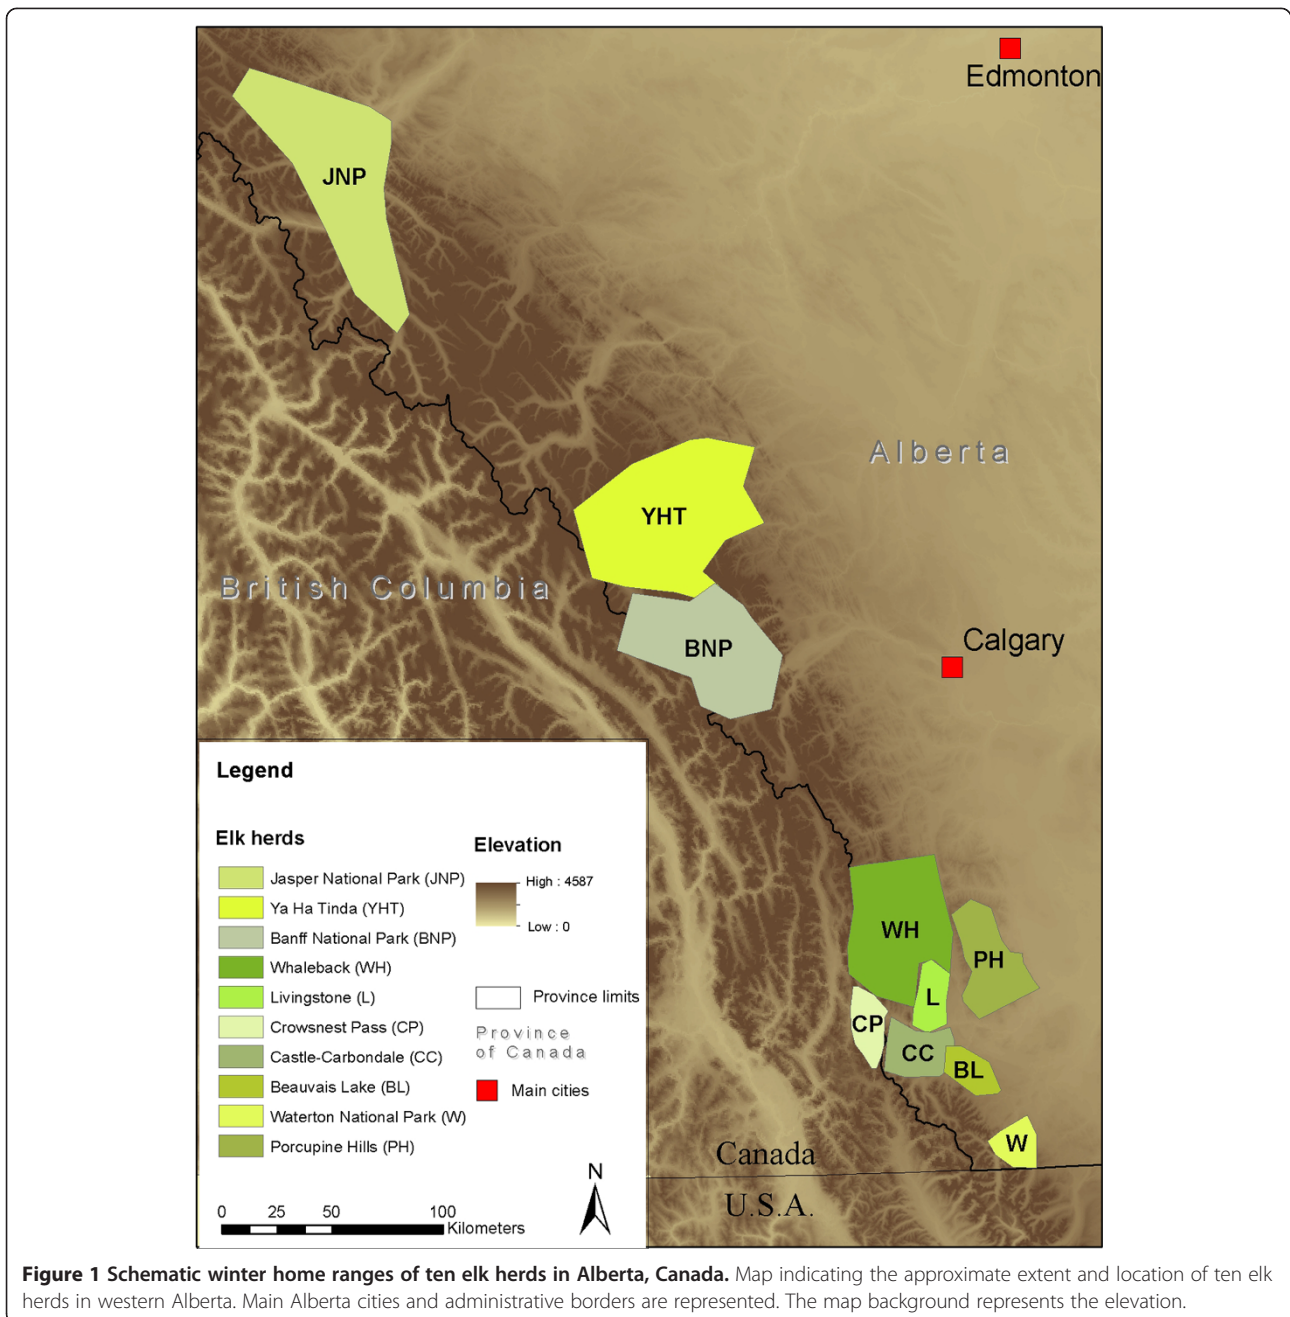 Edmonton
JNP
Alberta
YHT
British Columbia
BNP
Calgary
WH
PH
L
CP
CC
BL
W
Canada
U.S.A.
Legend
Elk herds
Jasper National Park (JNP)
Ya Ha Tinda (YHT)
Banff National Park (BNP)
Whaleback (WH)
Livingstone (L)
Crowsnest Pass (CP)
Castle-Carbondale (CC)
Beauvais Lake (BL)
Waterton National Park (W)
Porcupine Hills (PH)
Elevation
High : 4587
Low : 0
Province limits
Province
of Canada
Main cities
N
0 25 50 100
Kilometers
Figure 1 Schematic winter home ranges of ten elk herds in Alberta, Canada. Map indicating the approximate extent and location of ten elk
herds in western Alberta. Main Alberta cities and administrative borders are represented. The map background represents the elevation.